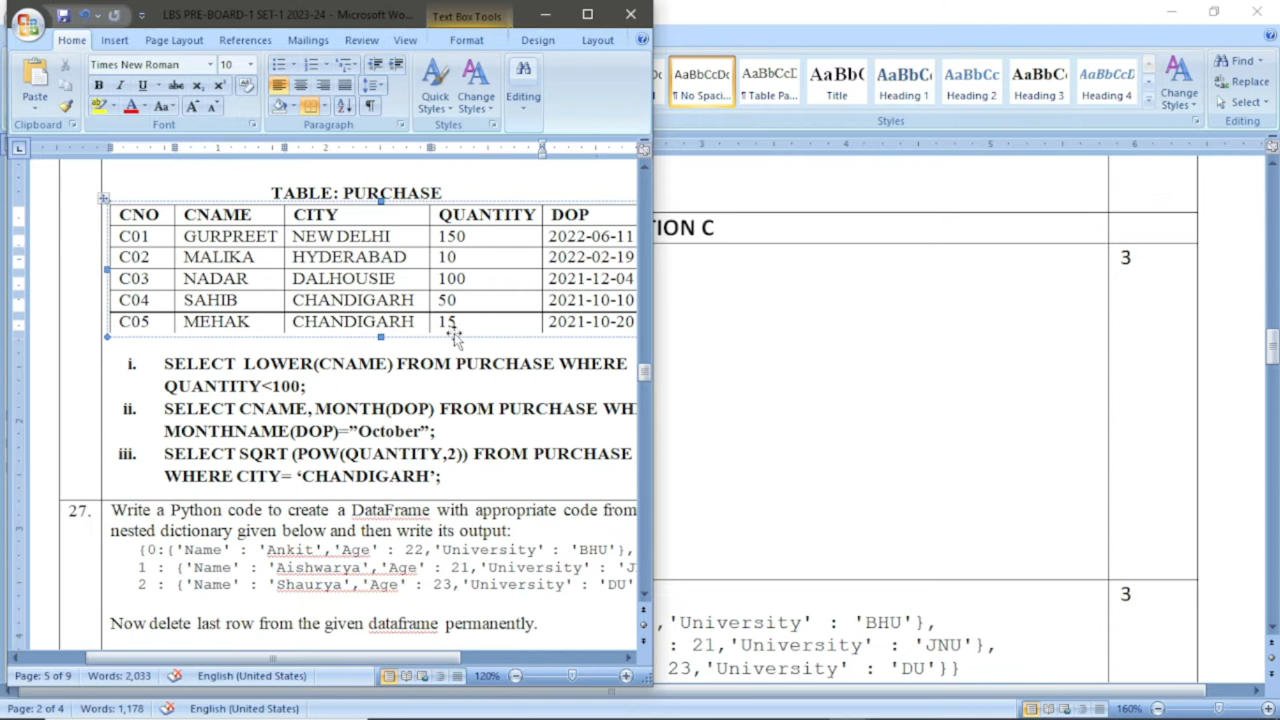 LBS PRE-BOARD-1 SET-1 2023-24 - Microsoft Wo...
Text Box Tools
Home Insert Page Layout References Mailings Review View Format Design Layout
Paste
Clipboard
Times New Roman 10
B I U abc x₂ x²
Aa A A
Font
Paragraph
Quick Styles
Change Styles
Styles
Editing
AaBbCcDc
¶ No Spaci...
AaBbCcDc
¶ Table Pa...
AaBb(
Title
AaBbCc
Heading 1
AaBbCc
Heading 2
AaBbC
Heading 3
AaBbCcD
Heading 4
Change Styles
Styles
Find
Replace
Select
Editing
TABLE: PURCHASE
CNO CNAME CITY QUANTITY DOP
C01 GURPREET NEW DELHI 150 2022-06-11
C02 MALIKA HYDERABAD 10 2022-02-19
C03 NADAR DALHOUSIE 100 2021-12-04
C04 SAHIB CHANDIGARH 50 2021-10-10
C05 MEHAK CHANDIGARH 15 2021-10-20
i. SELECT LOWER(CNAME) FROM PURCHASE WHERE
QUANTITY<100;
ii. SELECT CNAME, MONTH(DOP) FROM PURCHASE WH
MONTHNAME(DOP)=”October”;
iii. SELECT SQRT (POW(QUANTITY,2)) FROM PURCHASE
WHERE CITY= ‘CHANDIGARH’;
27. Write a Python code to create a DataFrame with appropriate code from
nested dictionary given below and then write its output:
{0:{'Name' : 'Ankit','Age' : 22,'University' : 'BHU'},
1 : {'Name' : 'Aishwarya','Age' : 21,'University' : 'J
2 : {'Name' : 'Shaurya','Age' : 23,'University' : 'DU'
Now delete last row from the given dataframe permanently.
Page: 5 of 9 Words: 2,033 English (United States) 120%
TION C
3
3
,'University' : 'BHU'},
: 21,'University' : 'JNU'},
23,'University' : 'DU'}}
Page: 2 of 4 Words: 1,178 English (United States) 160%